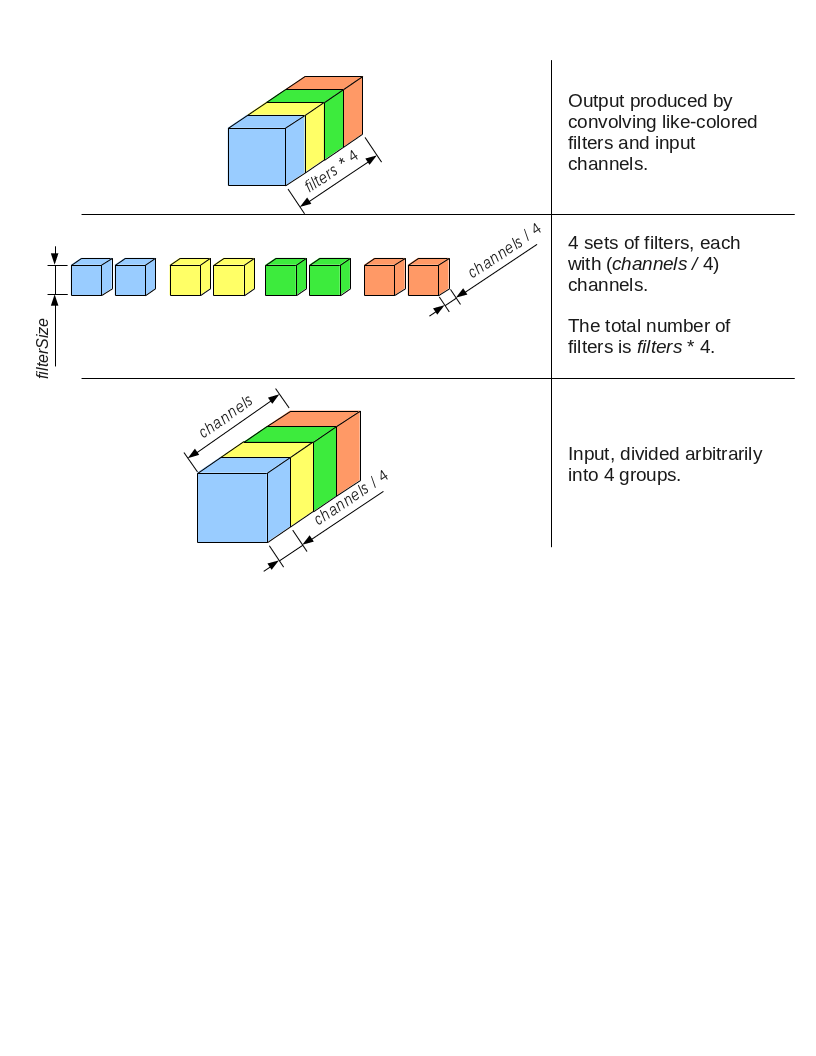 Output produced by
convolving like-colored
filters and input
channels.
filters * 4
4 sets of filters, each
with (channels / 4)
channels.
The total number of
filters is filters * 4.
channels / 4
filterSize
channels
channels / 4
Input, divided arbitrarily
into 4 groups.